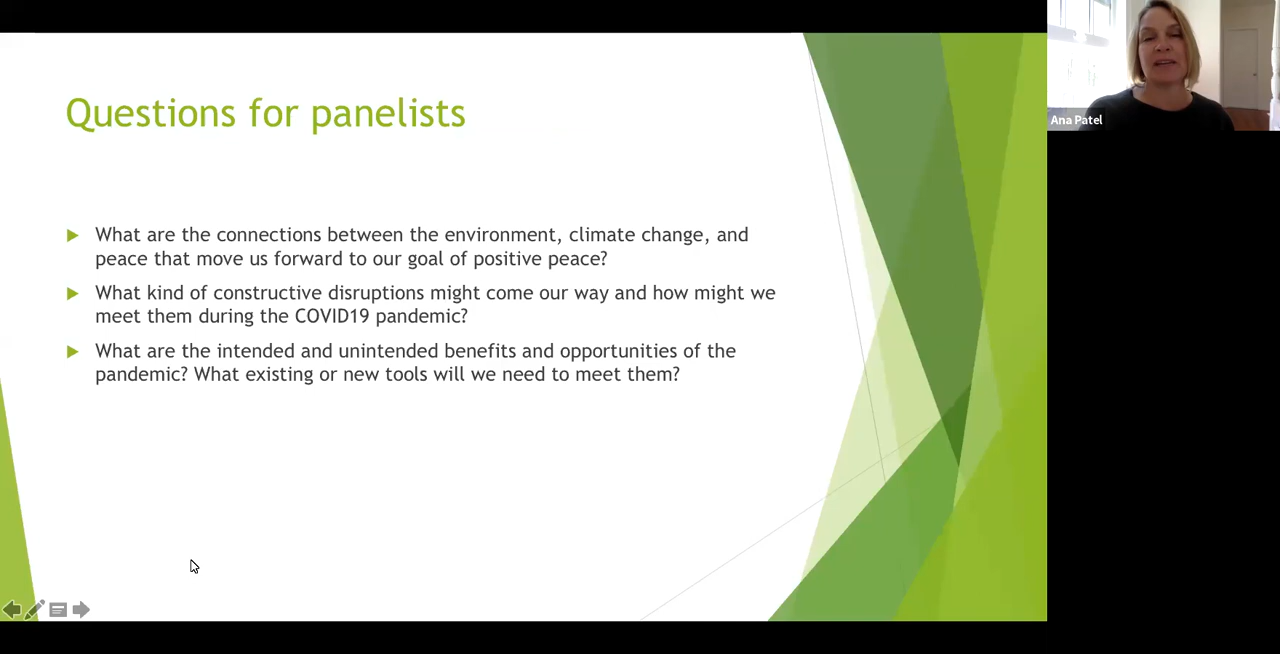 Questions for panelists
What are the connections between the environment, climate change, and
peace that move us forward to our goal of positive peace?
What kind of constructive disruptions might come our way and how might we
meet them during the COVID19 pandemic?
What are the intended and unintended benefits and opportunities of the
pandemic? What existing or new tools will we need to meet them?
Ana Patel